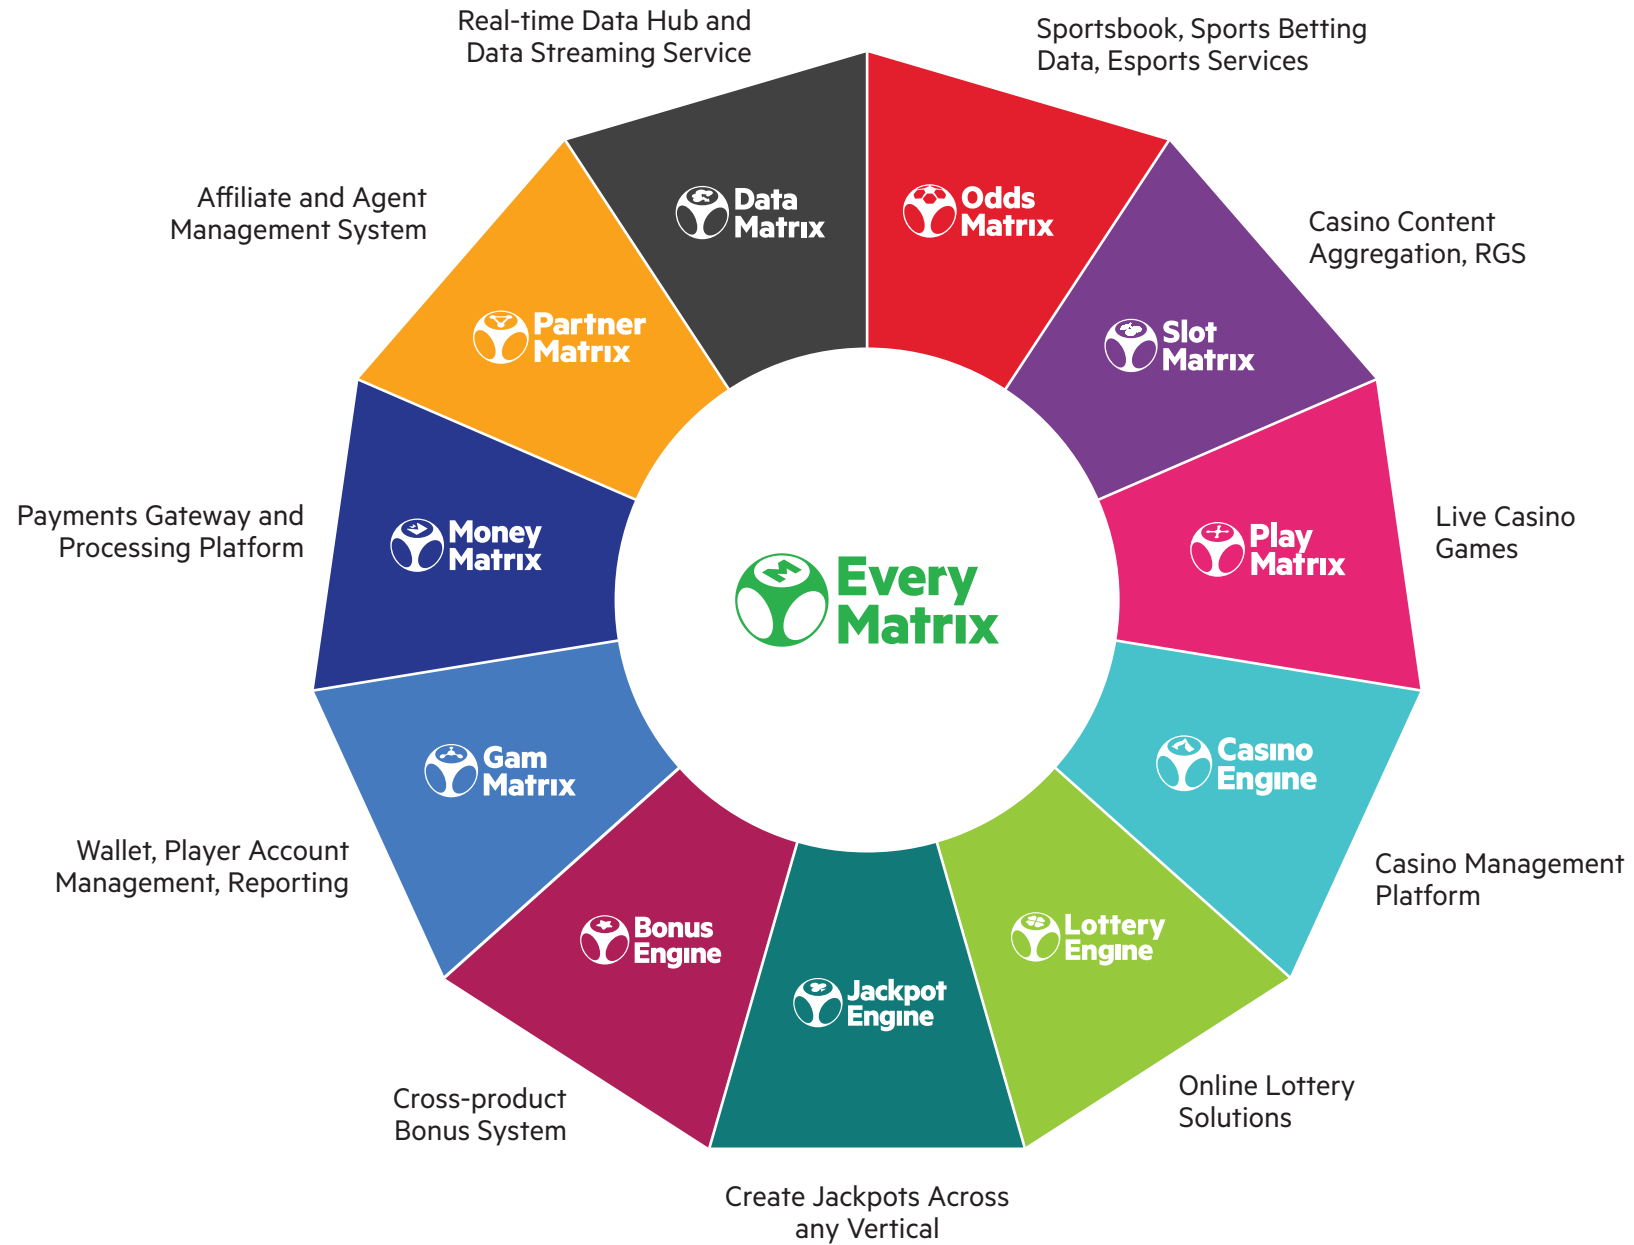 Real-time Data Hub and
Data Streaming Service
Sportsbook, Sports Betting
Data, Esports Services
Affiliate and Agent
Management System
Data
Matrix
Odds
Matrix
Casino Content
Aggregation, RGS
Partner
Matrix
Slot
Matrix
Payments Gateway and
Processing Platform
Money
Matrix
Play
Matrix
Live Casino
Games
Every
Matrix
Gam
Matrix
Casino
Engine
Wallet, Player Account
Management, Reporting
Casino Management
Platform
Bonus
Engine
Lottery
Engine
Jackpot
Engine
Cross-product
Bonus System
Online Lottery
Solutions
Create Jackpots Across
any Vertical